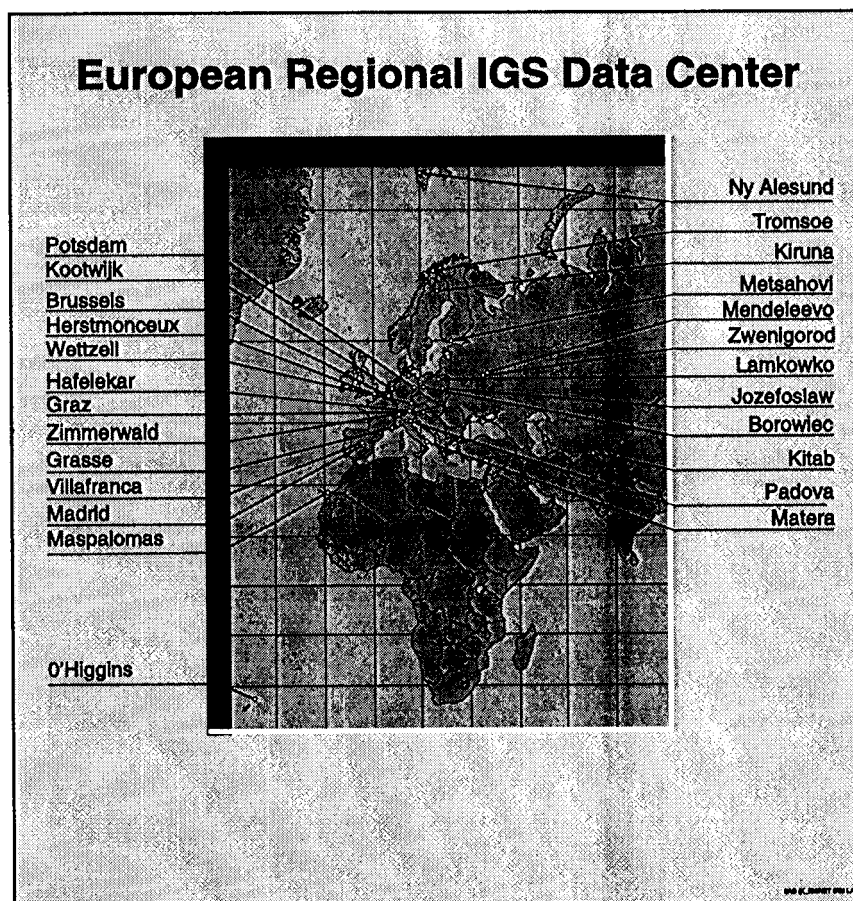 European Regional IGS Data Center
Potsdam
Kootwijk
Brussels
Herstmonceux
Wettzell
Hafelekar
Graz
Zimmerwald
Grasse
Villafranca
Madrid
Maspalomas
O'Higgins
Ny Alesund
Tromsoe
Kiruna
Metsahovi
Mendeleevo
Zwenigorod
Lamkowko
Jozefoslaw
Borowiec
Kitab
Padova
Matera